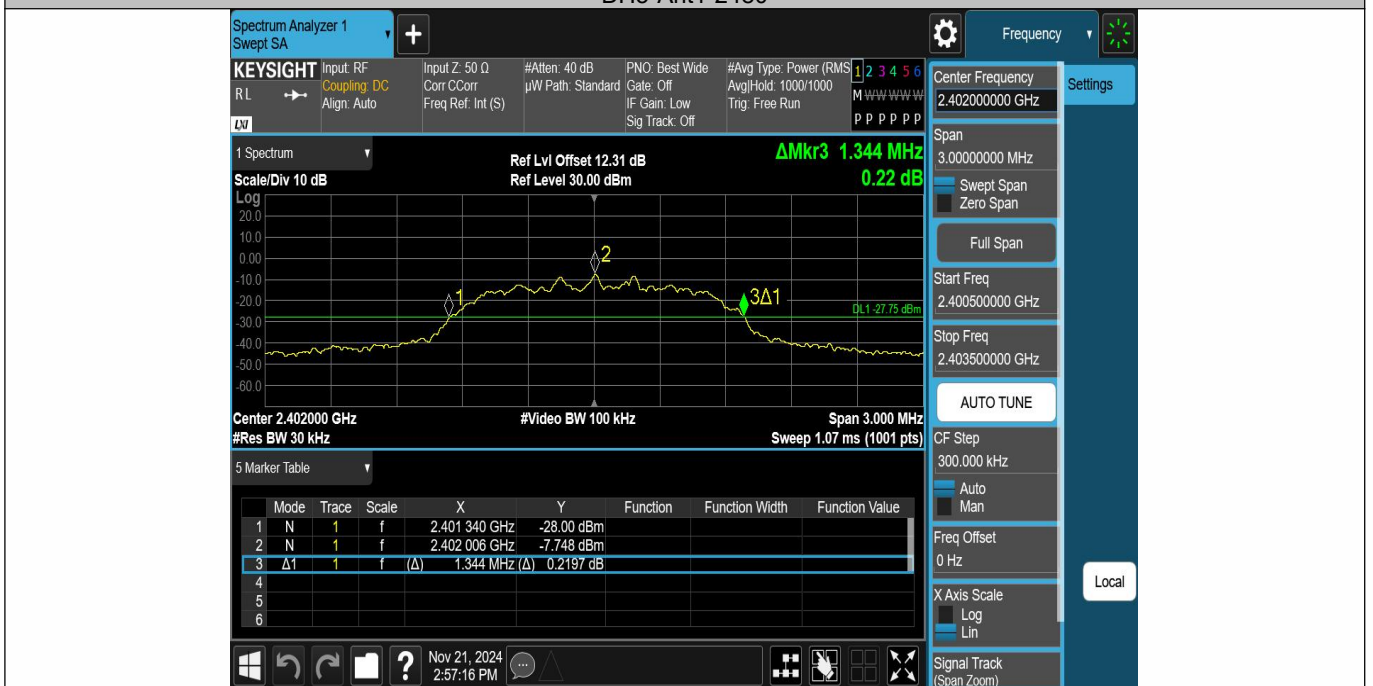 Spectrum Analyzer 1
Swept SA
Frequency
KEYSIGHT
RL
LXI
Input: RF
Coupling: DC
Align: Auto
Input Z: 50 Ω
Corr CCorr
Freq Ref: Int (S)
#Atten: 40 dB
µW Path: Standard
PNO: Best Wide
Gate: Off
IF Gain: Low
Sig Track: Off
#Avg Type: Power (RMS
Avg|Hold: 1000/1000
Trig: Free Run
1 2 3 4 5 6
M W W W W W
P P P P P P
1 Spectrum
Scale/Div 10 dB
Ref Lvl Offset 12.31 dB
Ref Level 30.00 dBm
ΔMkr3 1.344 MHz
0.22 dB
Log
20.0
10.0
0.00
-10.0
-20.0
-30.0
-40.0
-50.0
-60.0
1
2
3Δ1
DL1 -27.75 dBm
Center 2.402000 GHz
#Video BW 100 kHz
Span 3.000 MHz
#Res BW 30 kHz
Sweep 1.07 ms (1001 pts)
5 Marker Table
Mode Trace Scale X Y Function Function Width Function Value
1 N 1 f 2.401 340 GHz -28.00 dBm
2 N 1 f 2.402 006 GHz -7.748 dBm
3 Δ1 1 f (Δ) 1.344 MHz (Δ) 0.2197 dB
4
5
6
Nov 21, 2024
2:57:16 PM
Center Frequency
2.402000000 GHz
Settings
Span
3.00000000 MHz
Swept Span
Zero Span
Full Span
Start Freq
2.400500000 GHz
Stop Freq
2.403500000 GHz
AUTO TUNE
CF Step
300.000 kHz
Auto
Man
Freq Offset
0 Hz
X Axis Scale
Log
Lin
Local
Signal Track
(Span Zoom)